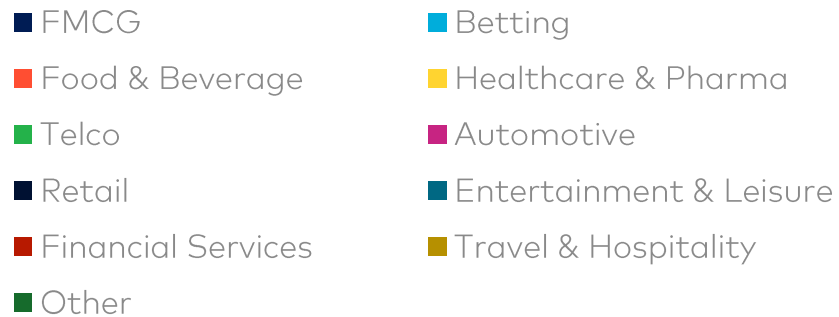 FMCG
Betting
Food & Beverage
Healthcare & Pharma
Telco
Automotive
Retail
Entertainment & Leisure
Financial Services
Travel & Hospitality
Other